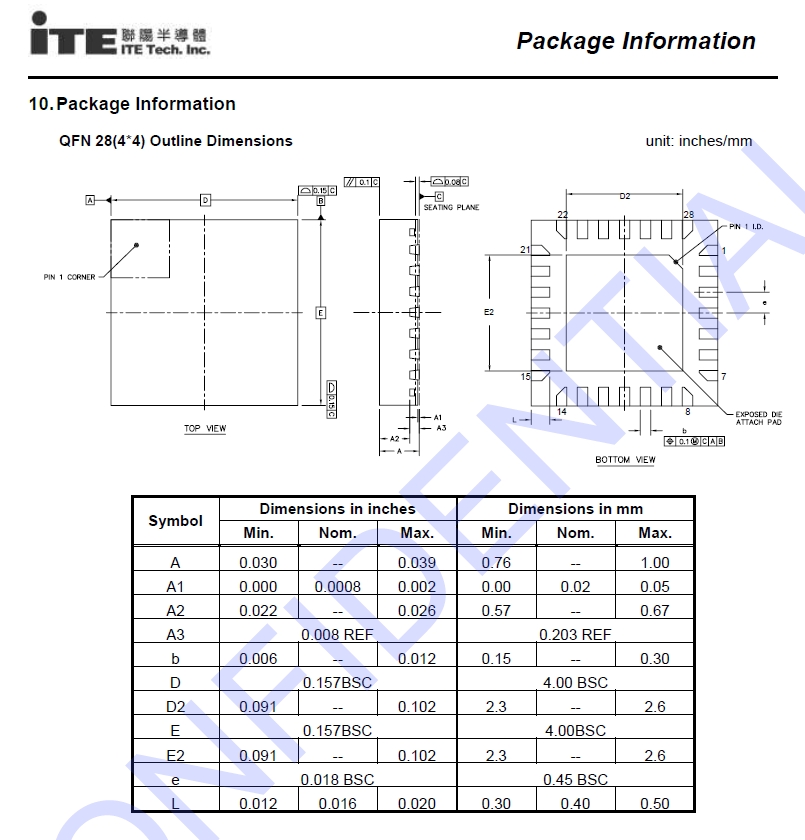 iTE 聯陽半導體
ITE Tech. Inc.
Package Information
10. Package Information
QFN 28(4*4) Outline Dimensions unit: inches/mm
A D 0.15 C
B
PIN 1 CORNER
E
0.15 C
TOP VIEW
// 0.1 C 0.08 C
C
SEATING PLANE
A1
A3
A2
A
D2
22 28
PIN 1 I.D.
21 1
e
E2
15 7
14 8
L
b
EXPOSED DIE
ATTACH PAD
0.1 M C A B
BOTTOM VIEW
Symbol Dimensions in inches Dimensions in mm
Min. Nom. Max. Min. Nom. Max.
A 0.030 -- 0.039 0.76 -- 1.00
A1 0.000 0.0008 0.002 0.00 0.02 0.05
A2 0.022 -- 0.026 0.57 -- 0.67
A3 0.008 REF 0.203 REF
b 0.006 -- 0.012 0.15 -- 0.30
D 0.157BSC 4.00 BSC
D2 0.091 -- 0.102 2.3 -- 2.6
E 0.157BSC 4.00BSC
E2 0.091 -- 0.102 2.3 -- 2.6
e 0.018 BSC 0.45 BSC
L 0.012 0.016 0.020 0.30 0.40 0.50
ONFIDENTIAL